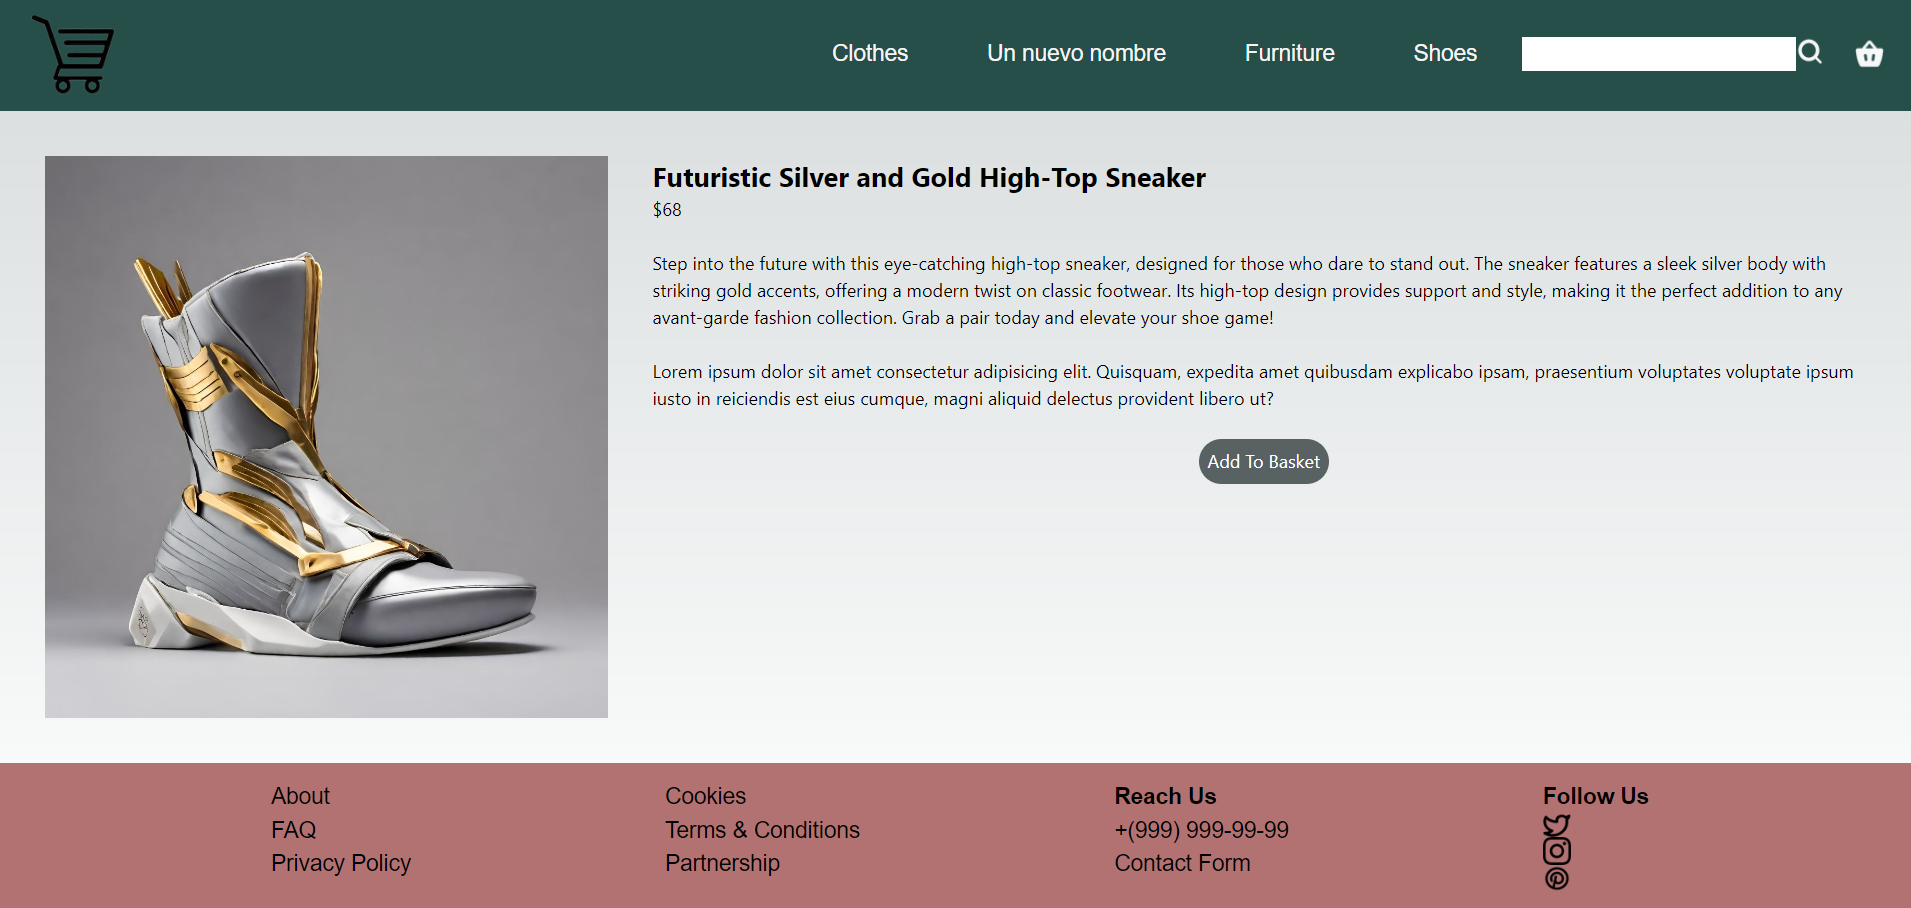 Clothes
Un nuevo nombre
Furniture
Shoes
Futuristic Silver and Gold High-Top Sneaker
$68
Step into the future with this eye-catching high-top sneaker, designed for those who dare to stand out. The sneaker features a sleek silver body with
striking gold accents, offering a modern twist on classic footwear. Its high-top design provides support and style, making it the perfect addition to any
avant-garde fashion collection. Grab a pair today and elevate your shoe game!
Lorem ipsum dolor sit amet consectetur adipisicing elit. Quisquam, expedita amet quibusdam explicabo ipsam, praesentium voluptates voluptate ipsum
iusto in reiciendis est eius cumque, magni aliquid delectus provident libero ut?
Add To Basket
About
FAQ
Privacy Policy
Cookies
Terms & Conditions
Partnership
Reach Us
+(999) 999-99-99
Contact Form
Follow Us